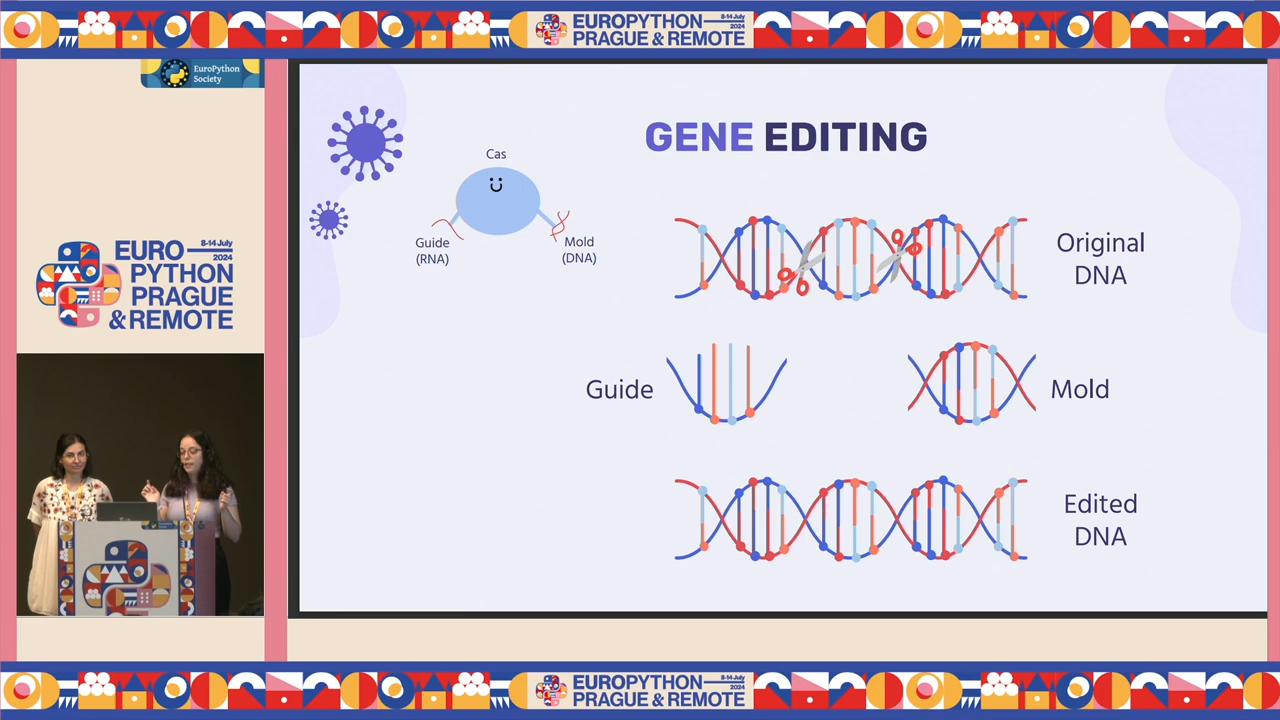 EUROPYTHON 8-14 July 2024
PRAGUE & REMOTE
EuroPython
Society
EURO 8-14 July 2024
PYTHON
PRAGUE
& REMOTE
GENE EDITING
Cas
Guide
(RNA)
Mold
(DNA)
Original
DNA
Guide
Mold
Edited
DNA
EUROPYTHON 8-14 July 2024
PRAGUE & REMOTE